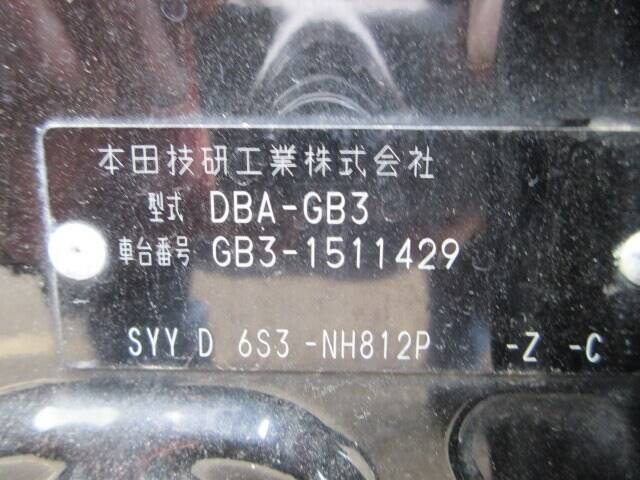 本田技研工業株式会社
型式 DBA-GB3
車台番号 GB3-1511429
SYY D 6S3 -NH812P -Z -C